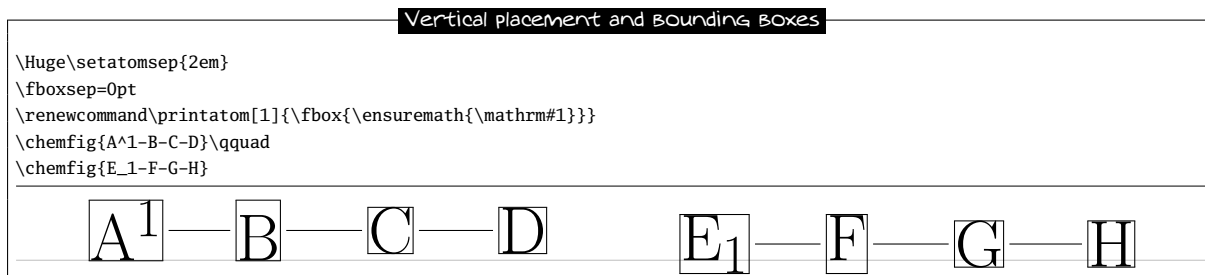 Vertical placement and Bounding Boxes
\Huge\setatomsep{2em}
\fboxsep=0pt
\renewcommand\printatom[1]{\fbox{\ensuremath{\mathrm#1}}}
\chemfig{A^1-B-C-D}\qquad
\chemfig{E_1-F-G-H}
A¹—B—C—D E₁—F—G—H